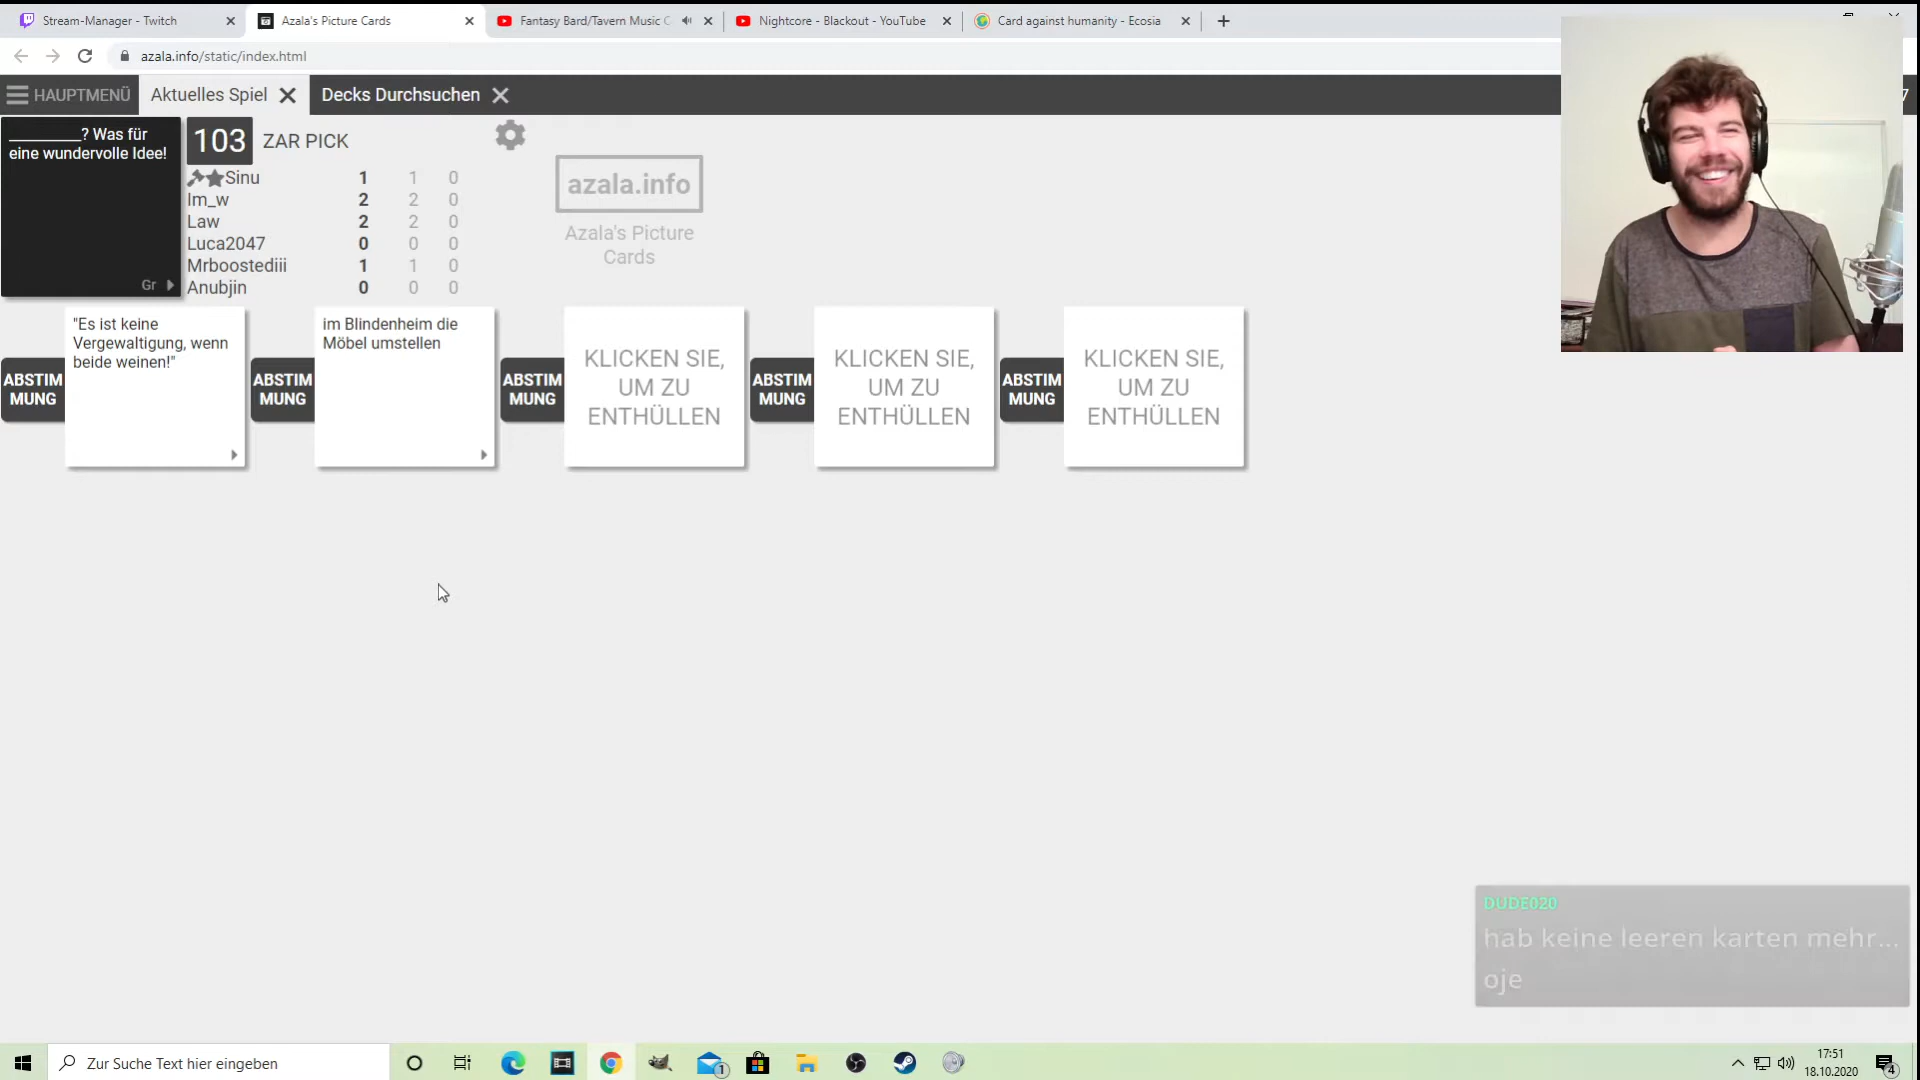 Stream-Manager - Twitch
Azala's Picture Cards
Fantasy Bard/Tavern Music C
Nightcore - Blackout - YouTube
Card against humanity - Ecosia
azala.info/static/index.html
HAUPTMENÜ
Aktuelles Spiel
Decks Durchsuchen
7
_________? Was für
eine wundervolle Idee!
Gr
103 ZAR PICK
Sinu 1 1 0
Im_w 2 2 0
Law 2 2 0
Luca2047 0 0 0
Mrboostediii 1 1 0
Anubjin 0 0 0
azala.info
Azala's Picture
Cards
ABSTIM
MUNG
"Es ist keine
Vergewaltigung, wenn
beide weinen!"
ABSTIM
MUNG
im Blindenheim die
Möbel umstellen
ABSTIM
MUNG
KLICKEN SIE,
UM ZU
ENTHÜLLEN
ABSTIM
MUNG
KLICKEN SIE,
UM ZU
ENTHÜLLEN
ABSTIM
MUNG
KLICKEN SIE,
UM ZU
ENTHÜLLEN
DUDE020
hab keine leeren karten mehr...
oje
Zur Suche Text hier eingeben
1
17:51
18.10.2020
4